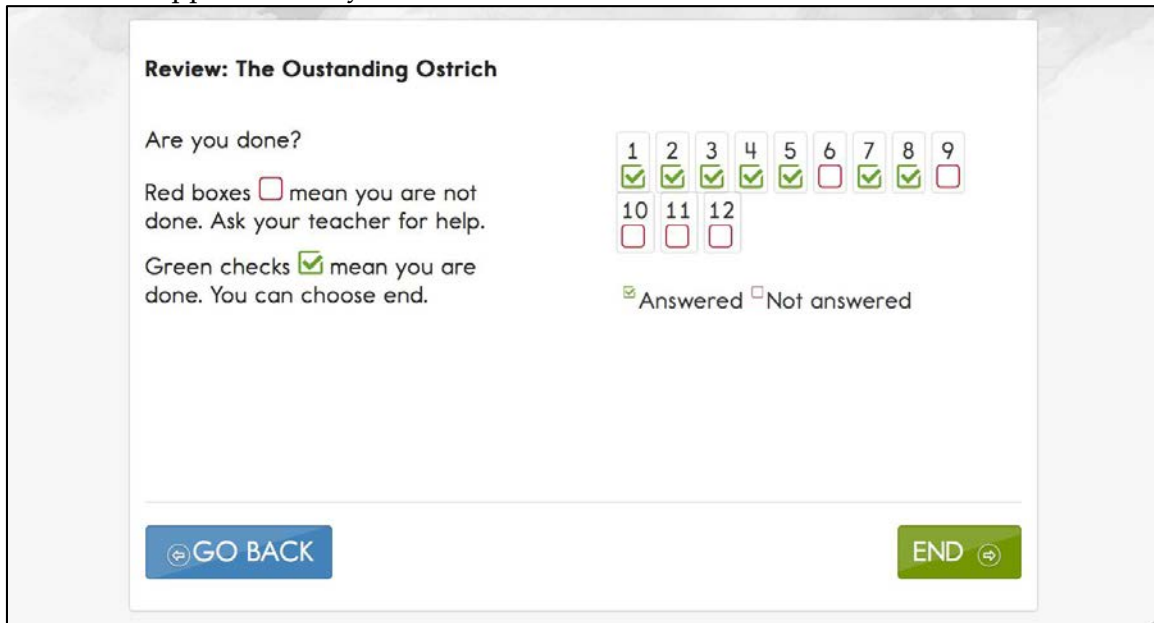 Review: The Oustanding Ostrich
Are you done?
Red boxes mean you are not
done. Ask your teacher for help.
Green checks mean you are
done. You can choose end.
1 2 3 4 5 6 7 8 9
10 11 12
Answered Not answered
GO BACK
END